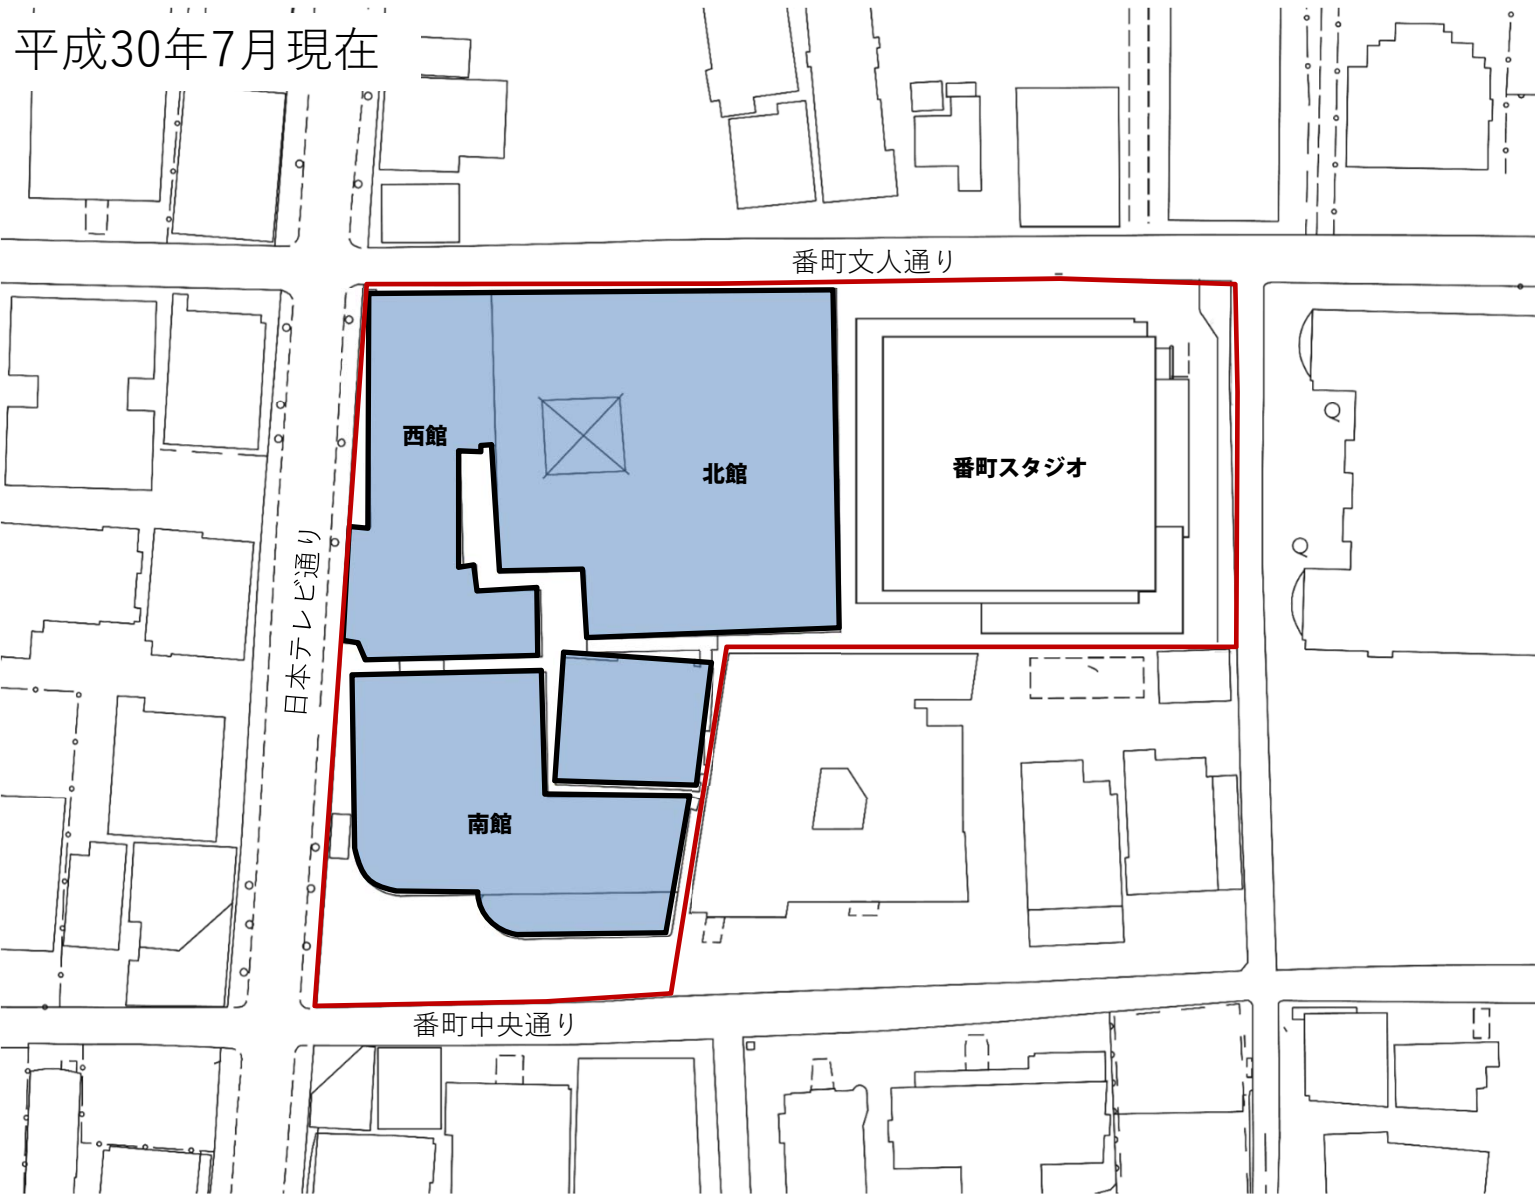 平成30年7月現在
番町文人通り
西館
北館
番町スタジオ
日本テレビ通り
南館
番町中央通り